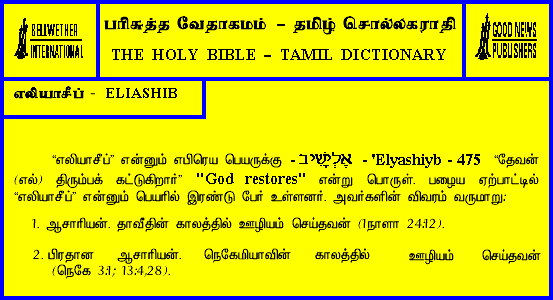 BELLWETHER
INTERNATIONAL
பரிசுத்த வேதாகமம் – தமிழ் சொல்லகராதி
THE HOLY BIBLE – TAMIL DICTIONARY
GOOD NEWS
PUBLISHERS
எலியாசீப் - ELIASHIB
“எலியாசீப்” என்னும் எபிரெய பெயருக்கு - אֶלְיָשִׁיב - 'Elyashiyb - 475 “தேவன்
(எல்) திரும்பக் கட்டுகிறார்” "God restores" என்று பொருள். பழைய ஏற்பாட்டில்
“எலியாசீப்” என்னும் பெயரில் இரண்டு பேர் உள்ளனர். அவர்களின் விவரம் வருமாறு:
1. ஆசாரியன். தாவீதின் காலத்தில் ஊழியம் செய்தவன் (1நாளா 24:12).
2. பிரதான ஆசாரியன். நெகேமியாவின் காலத்தில் ஊழியம் செய்தவன்
(நெகே 3:1; 13:4,28).